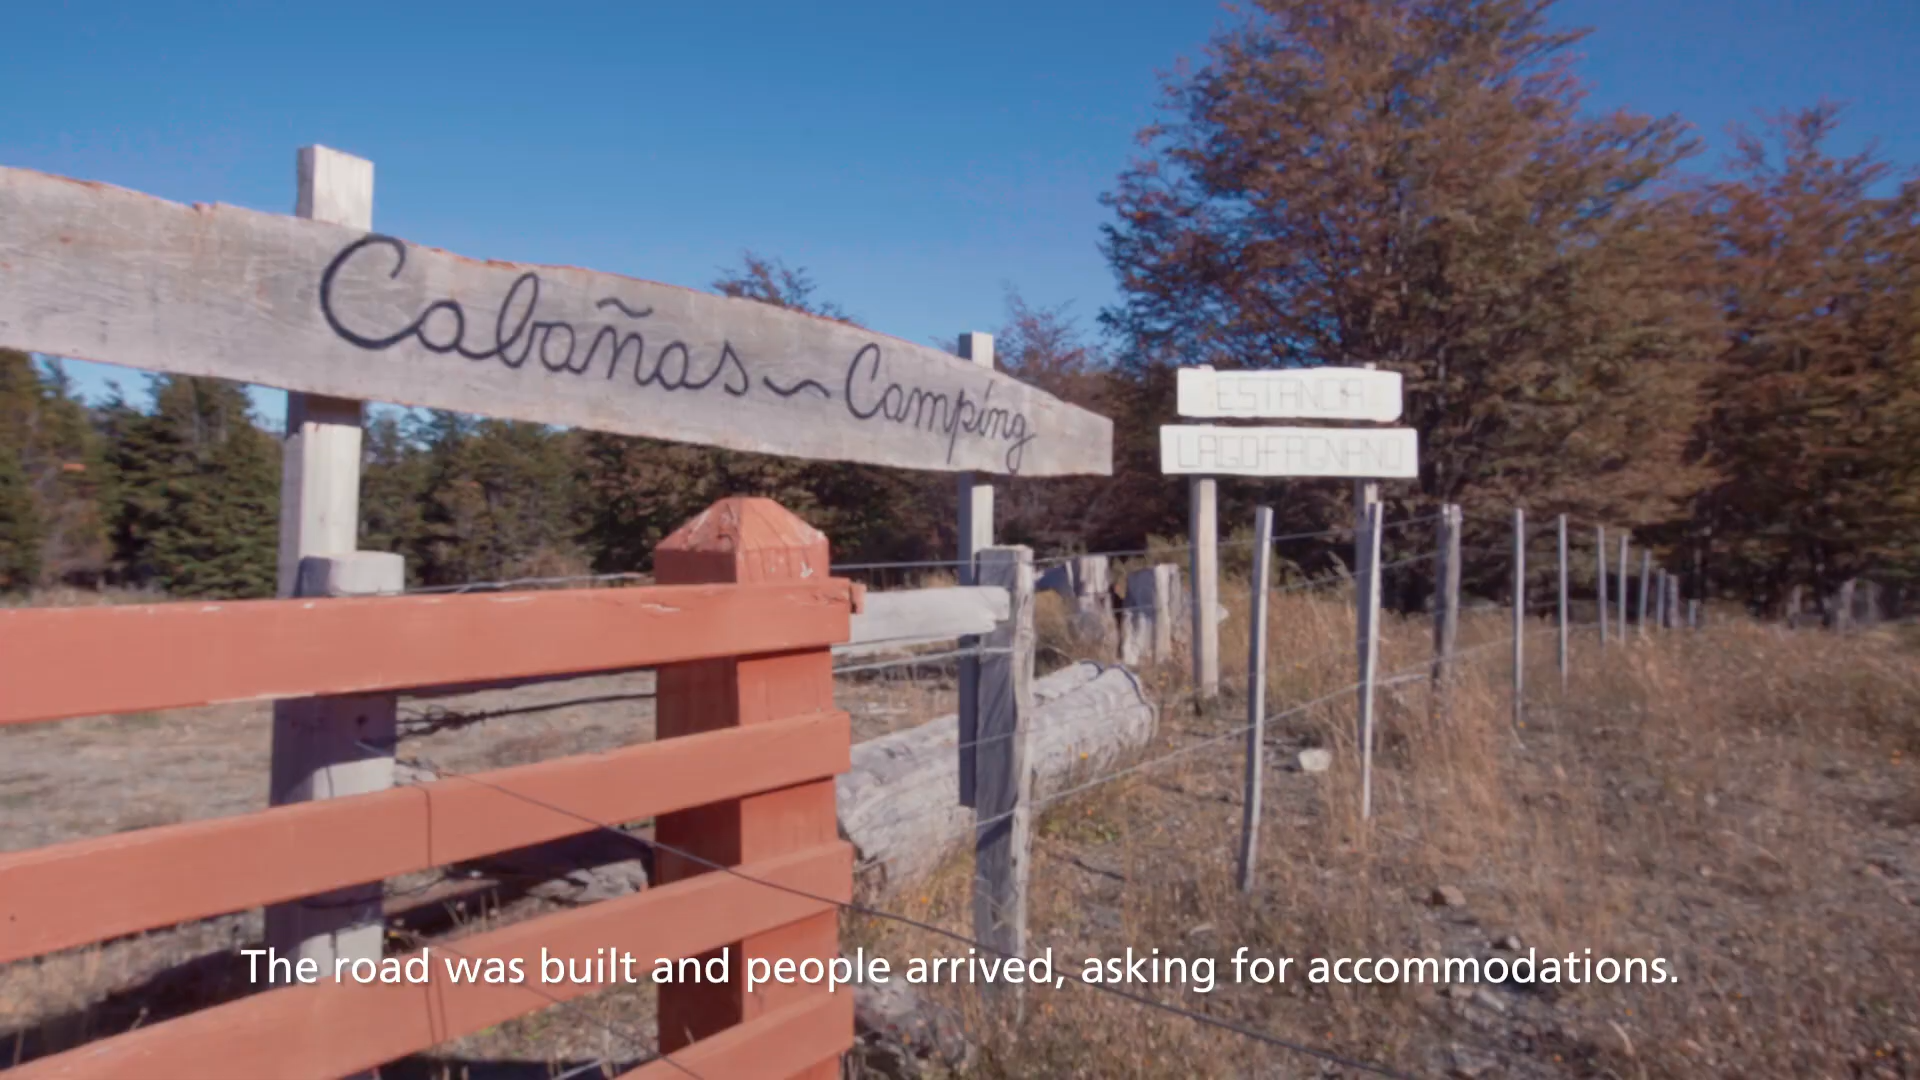 Cabañas ~ Camping
ESTANCIA
LAGO FAGNANO
The road was built and people arrived, asking for accommodations.